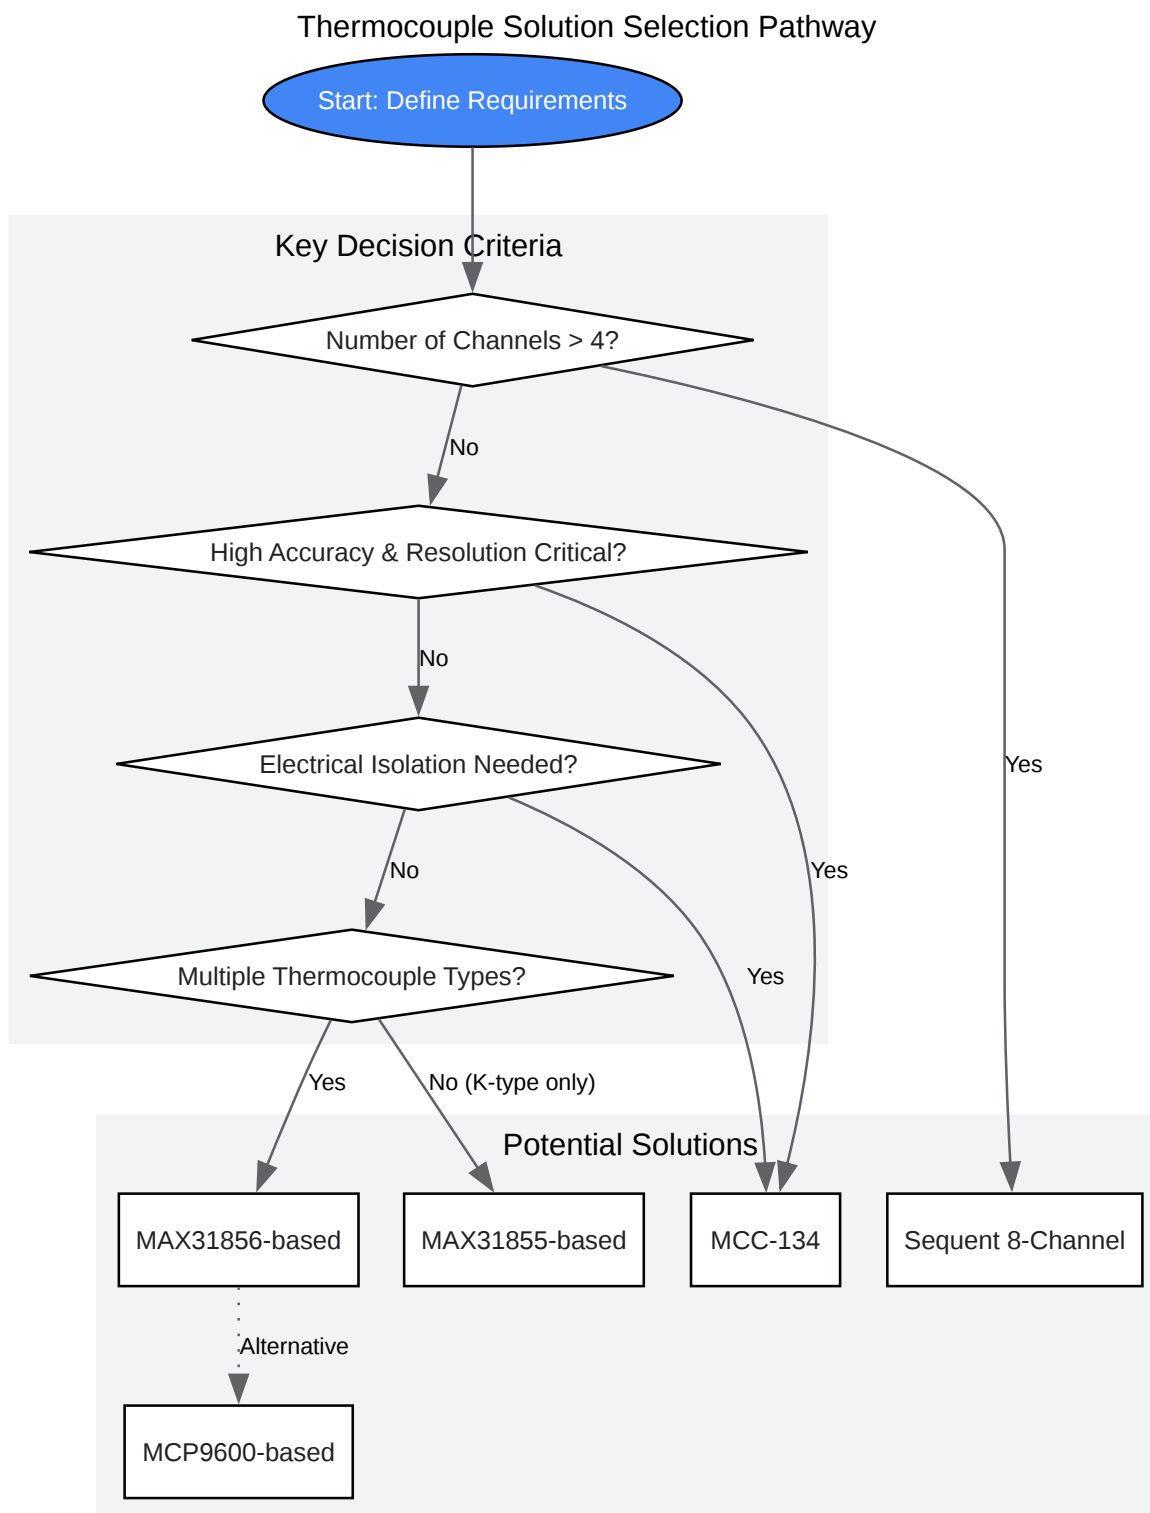 Thermocouple Solution Selection Pathway
Start: Define Requirements
Key Decision Criteria
Number of Channels > 4?
No
High Accuracy & Resolution Critical?
No
Electrical Isolation Needed?
Yes
No
Yes
Multiple Thermocouple Types?
Yes
Yes
No (K-type only)
Potential Solutions
MAX31856-based
MAX31855-based
MCC-134
Sequent 8-Channel
Alternative
MCP9600-based